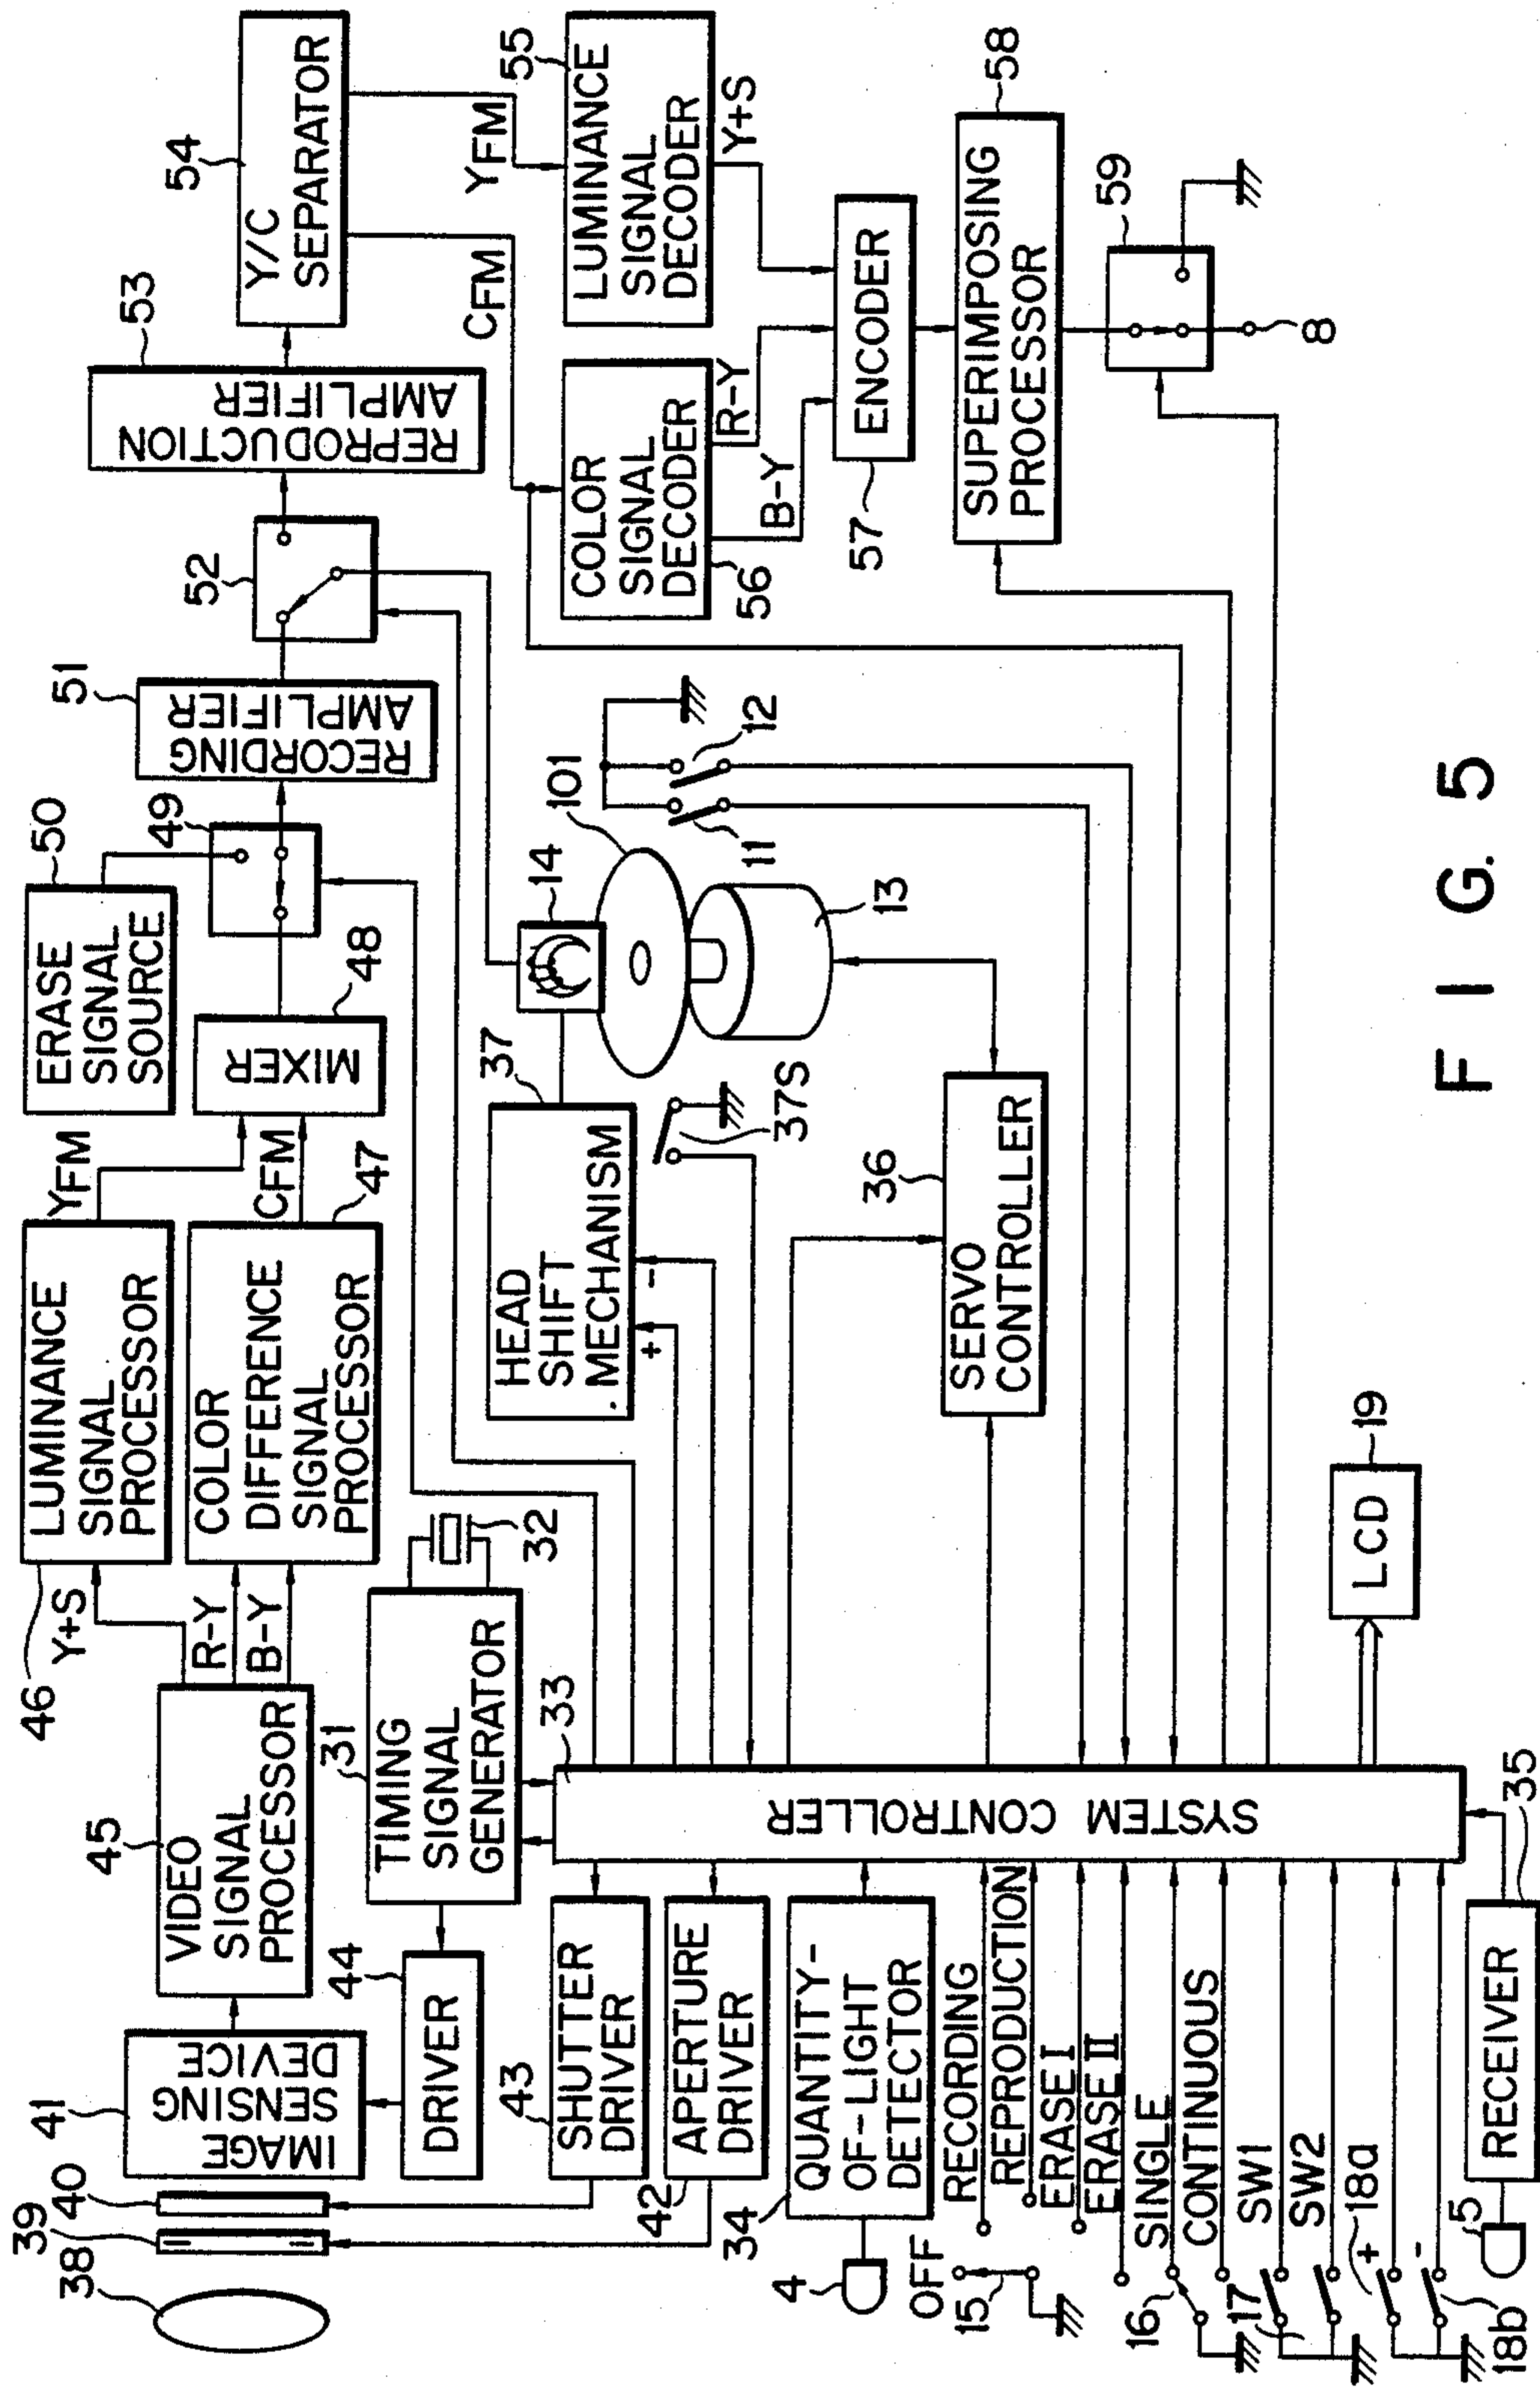 38
39
40
41
IMAGE
SENSING
DEVICE
45
VIDEO
SIGNAL
PROCESSOR
Y+S
R-Y
B-Y
46
LUMINANCE
SIGNAL
PROCESSOR
COLOR
DIFFERENCE
SIGNAL
PROCESSOR
47
YFM
CFM
ERASE
SIGNAL
SOURCE
50
MIXER
48
49
RECORDING
AMPLIFIER
51
52
REPRODUCTION
AMPLIFIER
53
Y/C
SEPARATOR
54
YFM
CFM
LUMINANCE
SIGNAL
DECODER
55
Y+S
COLOR
SIGNAL
DECODER
56
R-Y
B-Y
ENCODER
57
SUPERIMPOSING
PROCESSOR
58
59
8
DRIVER
44
TIMING
SIGNAL
GENERATOR
31
32
33
SYSTEM CONTROLLER
SHUTTER
DRIVER
43
APERTURE
DRIVER
42
QUANTITY-
OF-LIGHT
DETECTOR
34
4
HEAD
SHIFT
MECHANISM
+
-
37
37S
14
101
13
11
12
SERVO
CONTROLLER
36
OFF
15
RECORDING
REPRODUCTION
ERASE I
ERASE II
16
SINGLE
CONTINUOUS
17
SW1
SW2
+
18a
-
18b
5
RECEIVER
35
LCD
19
FIG. 5